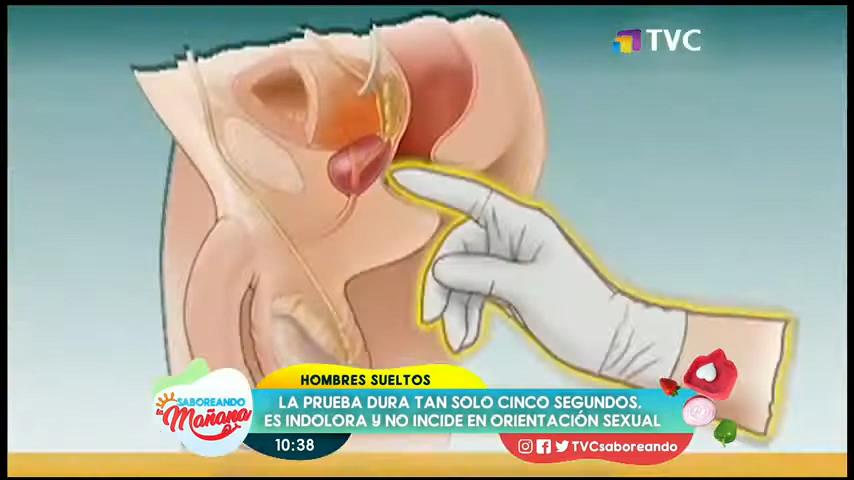 TVC
HOMBRES SUELTOS
SABOREANDO
Mañana
LA PRUEBA DURA TAN SOLO CINCO SEGUNDOS,
ES INDOLORA Y NO INCIDE EN ORIENTACIÓN SEXUAL
10:38
TVCsaboreando